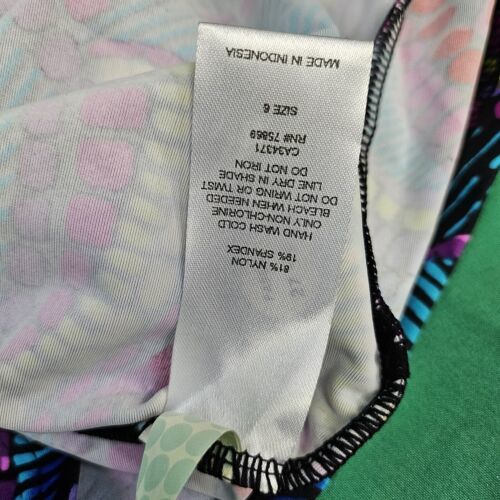 81% NYLON
19% SPANDEX
HAND WASH COLD
ONLY NON-CHLORINE
BLEACH WHEN NEEDED
DO NOT WRING OR TWIST
LINE DRY IN SHADE
DO NOT IRON
CA34371
RN# 75869
SIZE 6
MADE IN INDONESIA